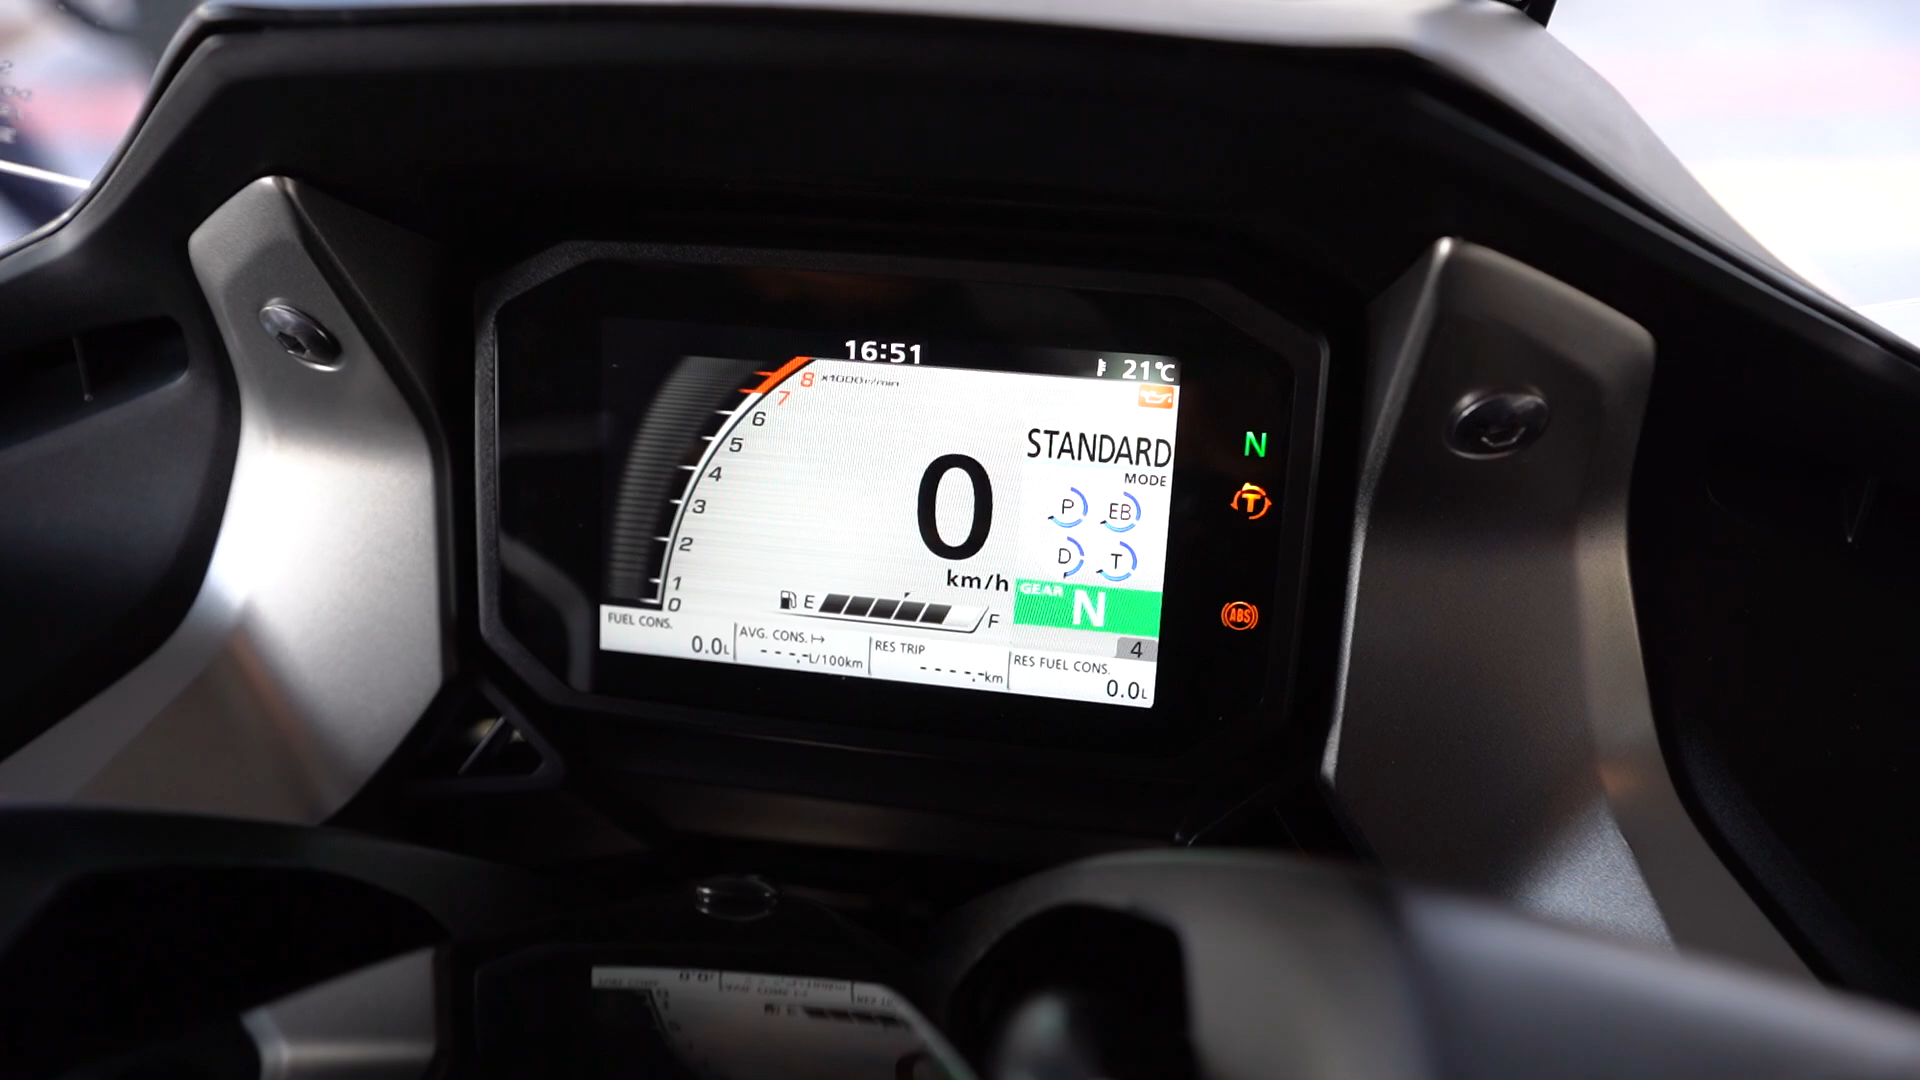 16:51
21℃
8 x1000r/min
7
6
5
4
3
2
1
0
STANDARD
MODE
P EB
D T
0
km/h
GEAR N
4
E F
FUEL CONS.
0.0L
AVG. CONS. ↦
---.-L/100km
RES TRIP
----.-km
RES FUEL CONS.
0.0L
N
T
ABS